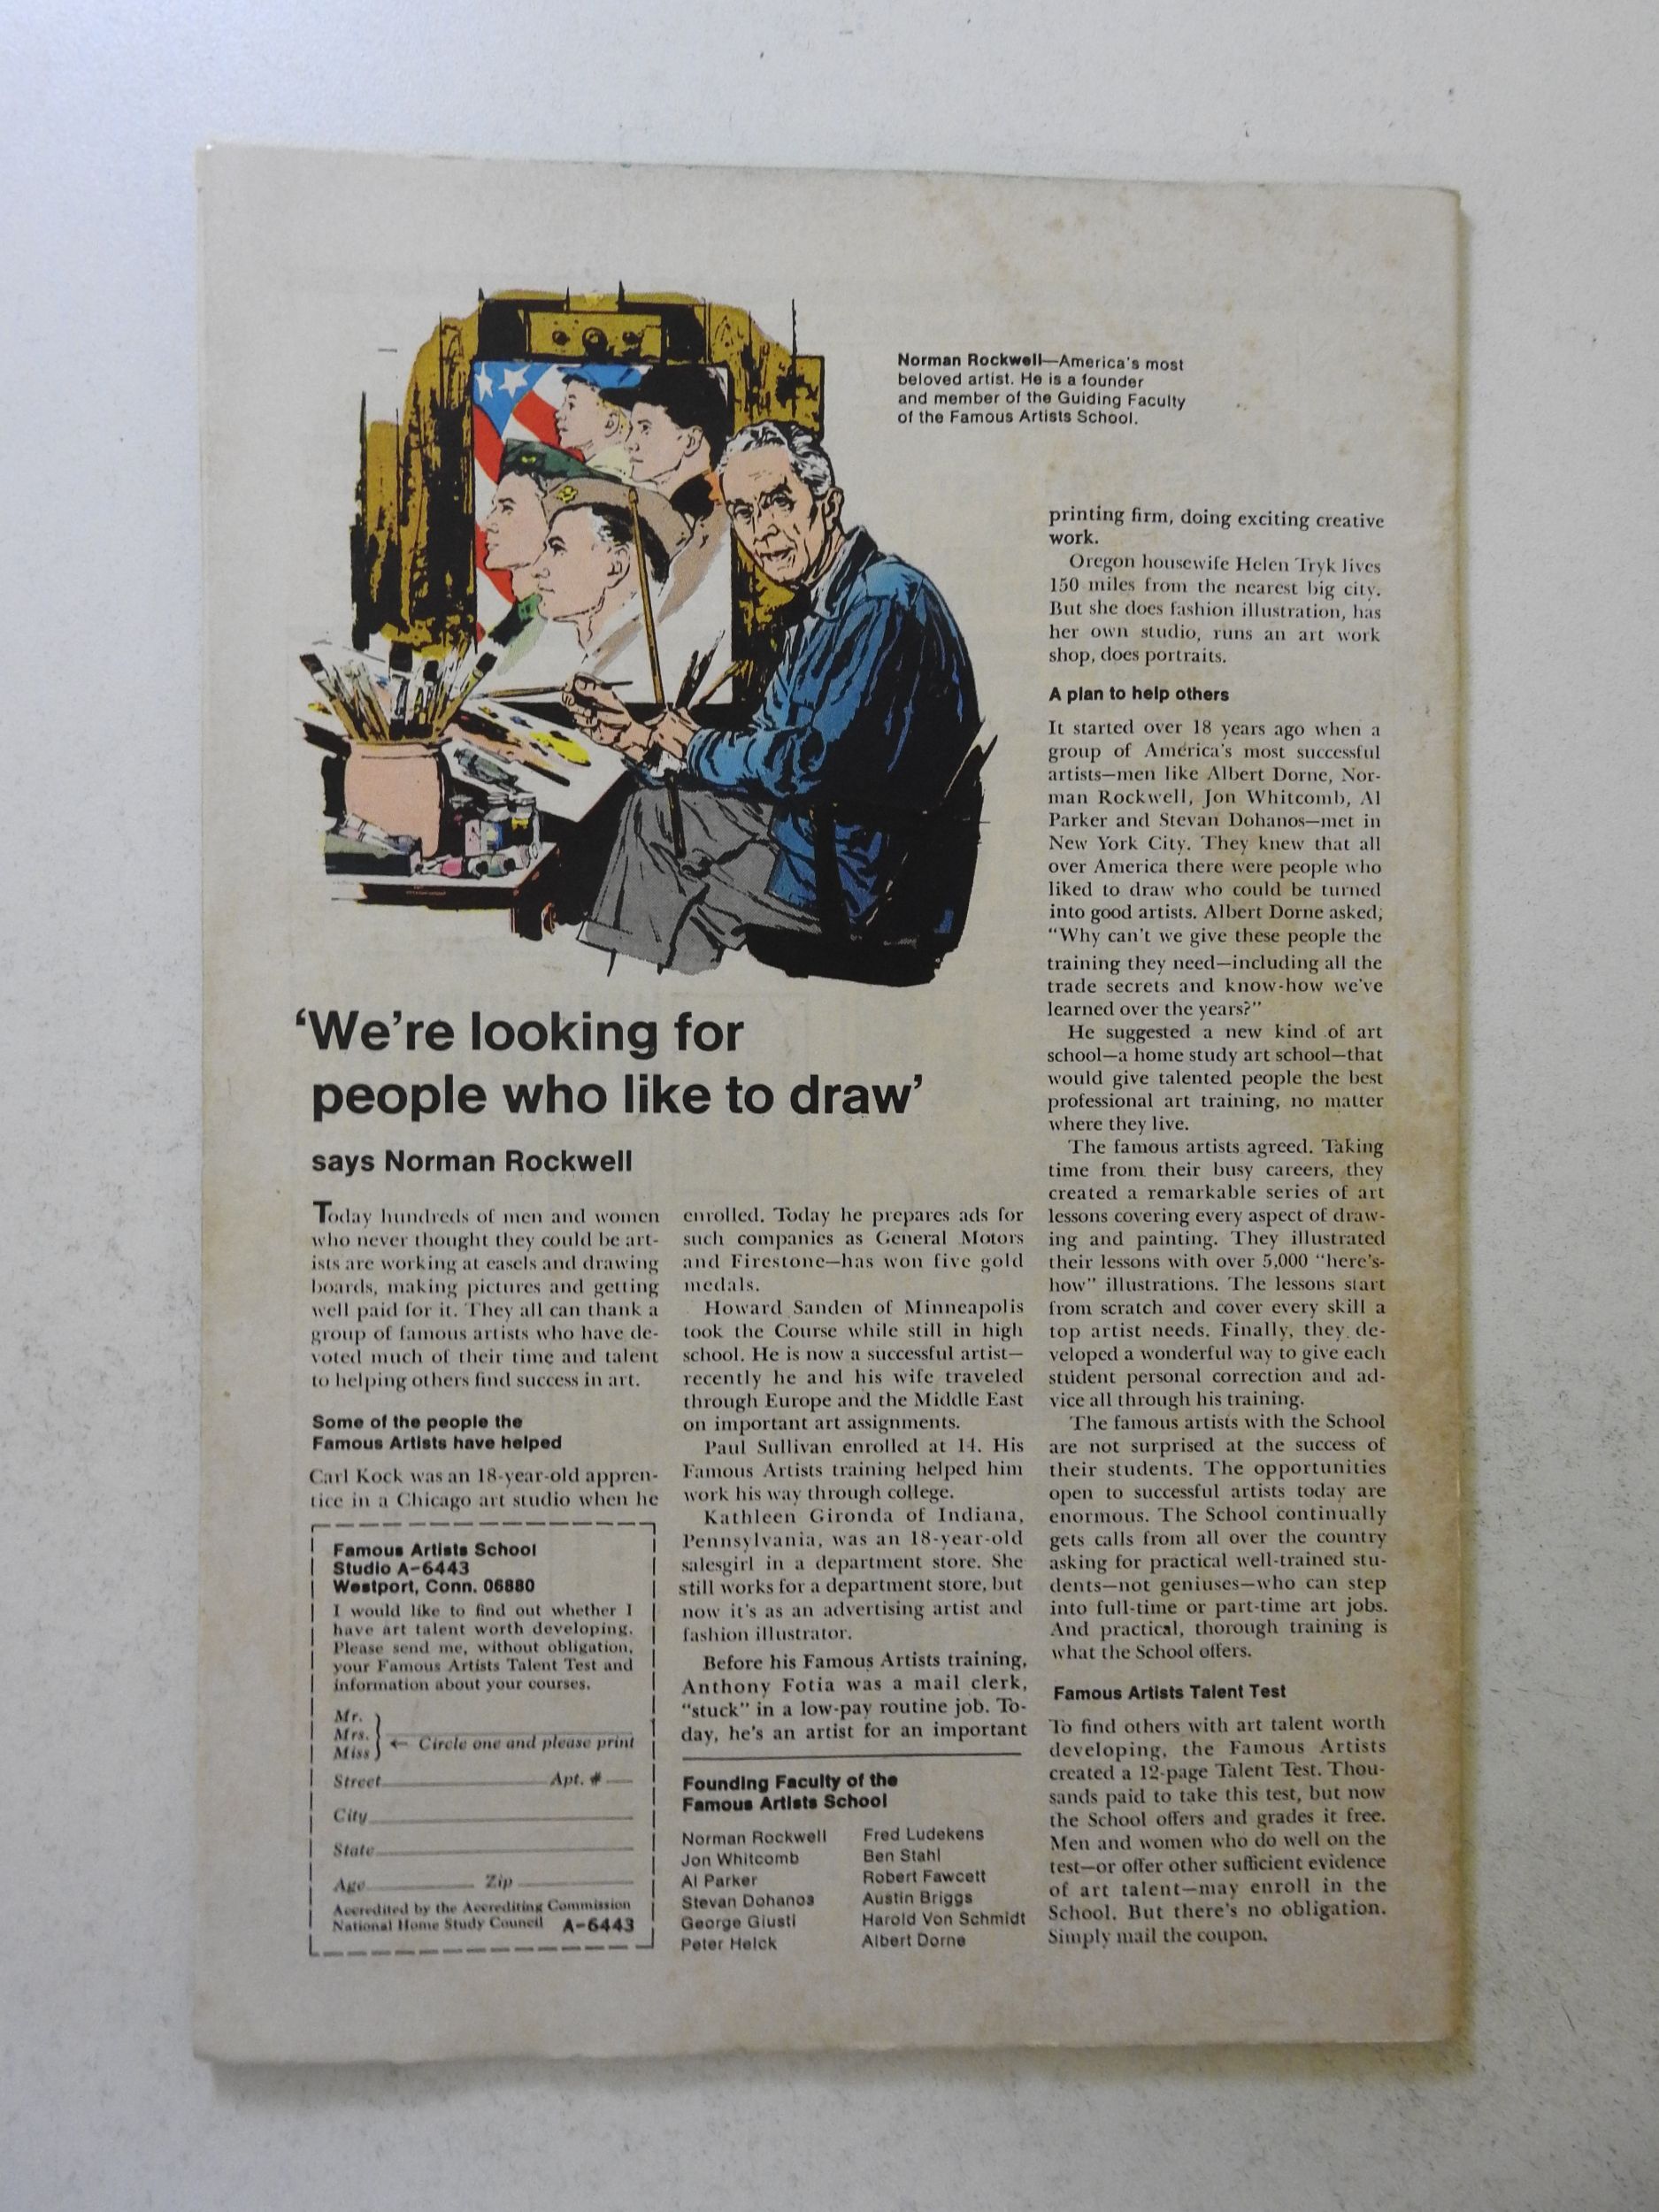 Norman Rockwell—America's most
beloved artist. He is a founder
and member of the Guiding Faculty
of the Famous Artists School.
'We're looking for
people who like to draw'
says Norman Rockwell
Today hundreds of men and women
who never thought they could be art-
ists are working at easels and drawing
boards, making pictures and getting
well paid for it. They all can thank a
group of famous artists who have de-
voted much of their time and talent
to helping others find success in art.
Some of the people the
Famous Artists have helped
Carl Kock was an 18-year-old appren-
tice in a Chicago art studio when he
enrolled. Today he prepares ads for
such companies as General Motors
and Firestone—has won five gold
medals.
Howard Sanden of Minneapolis
took the Course while still in high
school. He is now a successful artist—
recently he and his wife traveled
through Europe and the Middle East
on important art assignments.
Paul Sullivan enrolled at 14. His
Famous Artists training helped him
work his way through college.
Kathleen Gironda of Indiana,
Pennsylvania, was an 18-year-old
salesgirl in a department store. She
still works for a department store, but
now it's as an advertising artist and
fashion illustrator.
Before his Famous Artists training,
Anthony Fotia was a mail clerk,
"stuck" in a low-pay routine job. To-
day, he's an artist for an important
printing firm, doing exciting creative
work.
Oregon housewife Helen Tryk lives
150 miles from the nearest big city.
But she does fashion illustration, has
her own studio, runs an art work
shop, does portraits.
A plan to help others
It started over 18 years ago when a
group of America's most successful
artists—men like Albert Dorne, Nor-
man Rockwell, Jon Whitcomb, Al
Parker and Stevan Dohanos—met in
New York City. They knew that all
over America there were people who
liked to draw who could be turned
into good artists. Albert Dorne asked,
"Why can't we give these people the
training they need—including all the
trade secrets and know-how we've
learned over the years?"
He suggested a new kind of art
school—a home study art school—that
would give talented people the best
professional art training, no matter
where they live.
The famous artists agreed. Taking
time from their busy careers, they
created a remarkable series of art
lessons covering every aspect of draw-
ing and painting. They illustrated
their lessons with over 5,000 "here's-
how" illustrations. The lessons start
from scratch and cover every skill a
top artist needs. Finally, they de-
veloped a wonderful way to give each
student personal correction and ad-
vice all through his training.
The famous artists with the School
are not surprised at the success of
their students. The opportunities
open to successful artists today are
enormous. The School continually
gets calls from all over the country
asking for practical well-trained stu-
dents—not geniuses—who can step
into full-time or part-time art jobs.
And practical, thorough training is
what the School offers.
Famous Artists Talent Test
To find others with art talent worth
developing, the Famous Artists
created a 12-page Talent Test. Thou-
sands paid to take this test, but now
the School offers and grades it free.
Men and women who do well on the
test—or offer other sufficient evidence
of art talent—may enroll in the
School. But there's no obligation.
Simply mail the coupon.
Famous Artists School
Studio A-6443
Westport, Conn. 06880
I would like to find out whether I
have art talent worth developing.
Please send me, without obligation,
your Famous Artists Talent Test and
information about your courses.
Mr.
Mrs.
Miss
← Circle one and please print
Street Apt. #
City
State
Age Zip
Accredited by the Accrediting Commission
National Home Study Council A-6443
Founding Faculty of the
Famous Artists School
Norman Rockwell
Jon Whitcomb
Al Parker
Stevan Dohanos
George Giusti
Peter Helck
Fred Ludekens
Ben Stahl
Robert Fawcett
Austin Briggs
Harold Von Schmidt
Albert Dorne